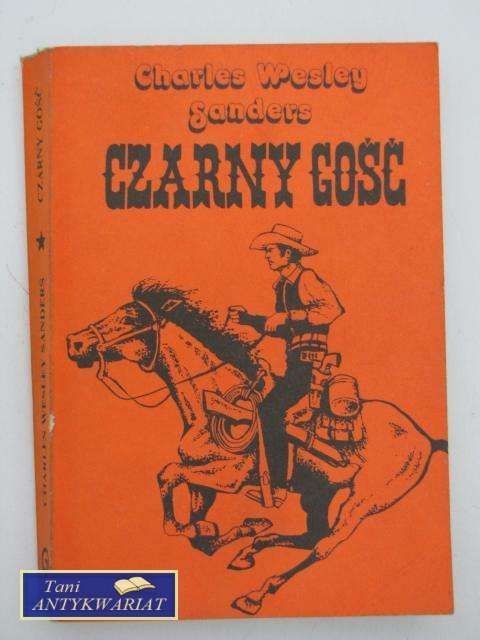 Charles Wesley
Sanders
CZARNY GOŚĆ
CZARNY GOŚĆ
★
CHARLES WESLEY SANDERS
Tani
ANTYKWARIAT